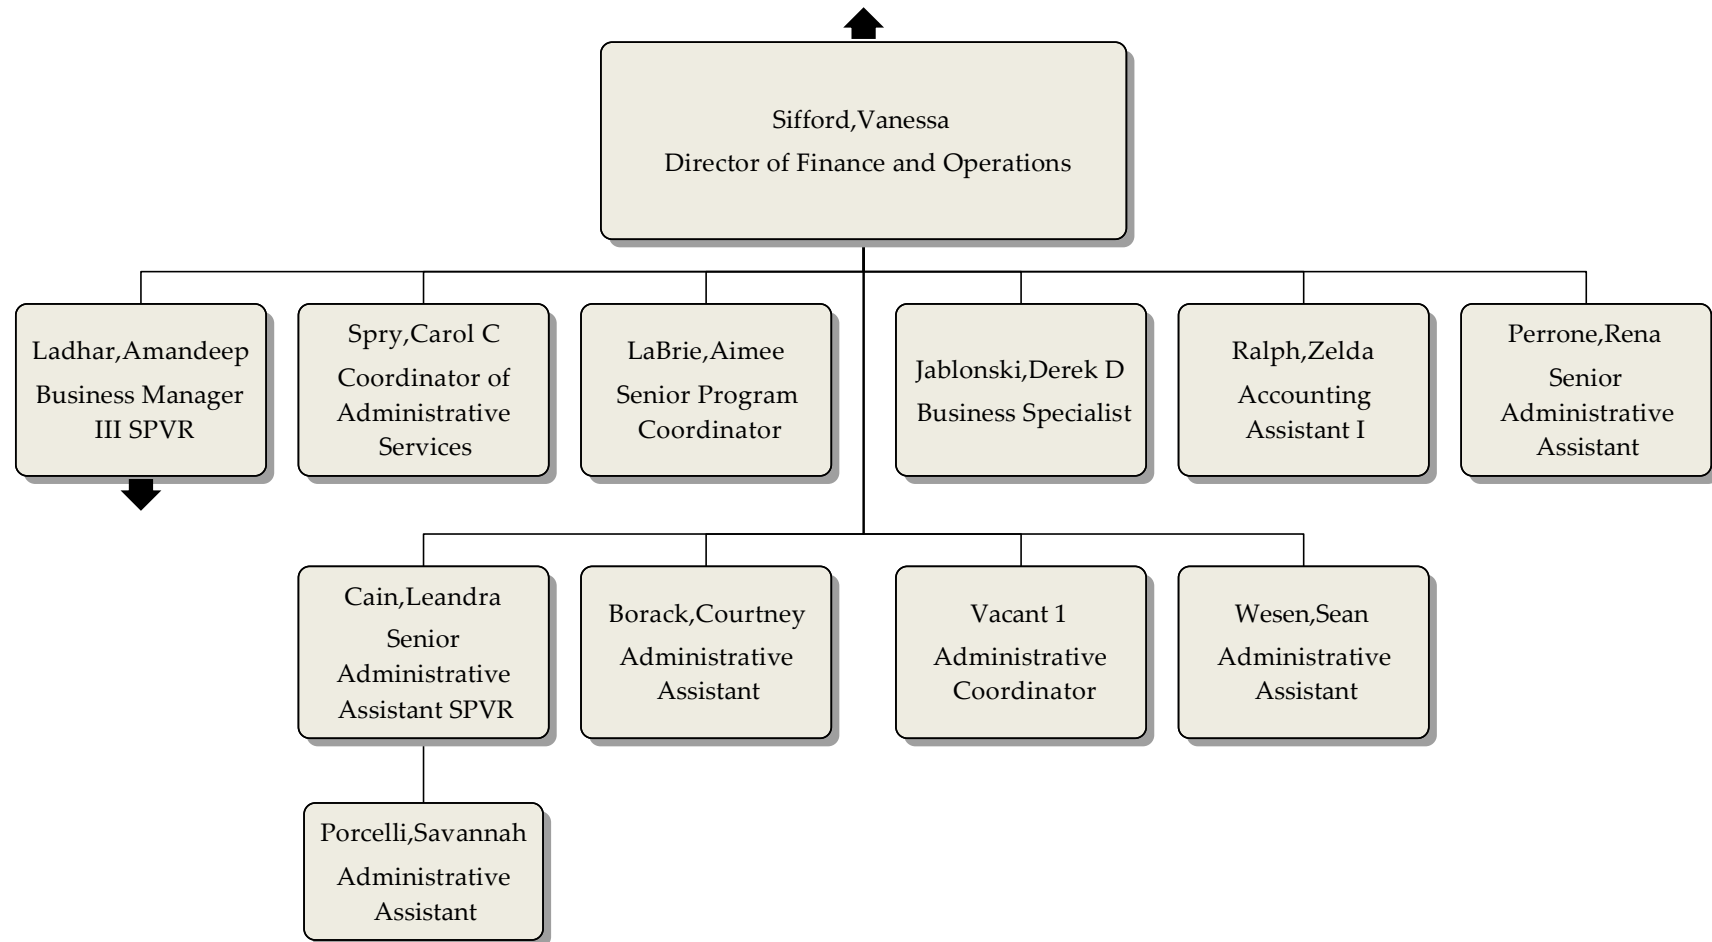 Sifford,Vanessa
Director of Finance and Operations
Ladhar,Amandeep
Business Manager
III SPVR
Spry,Carol C
Coordinator of
Administrative
Services
LaBrie,Aimee
Senior Program
Coordinator
Jablonski,Derek D
Business Specialist
Ralph,Zelda
Accounting
Assistant I
Perrone,Rena
Senior
Administrative
Assistant
Cain,Leandra
Senior
Administrative
Assistant SPVR
Borack,Courtney
Administrative
Assistant
Vacant 1
Administrative
Coordinator
Wesen,Sean
Administrative
Assistant
Porcelli,Savannah
Administrative
Assistant